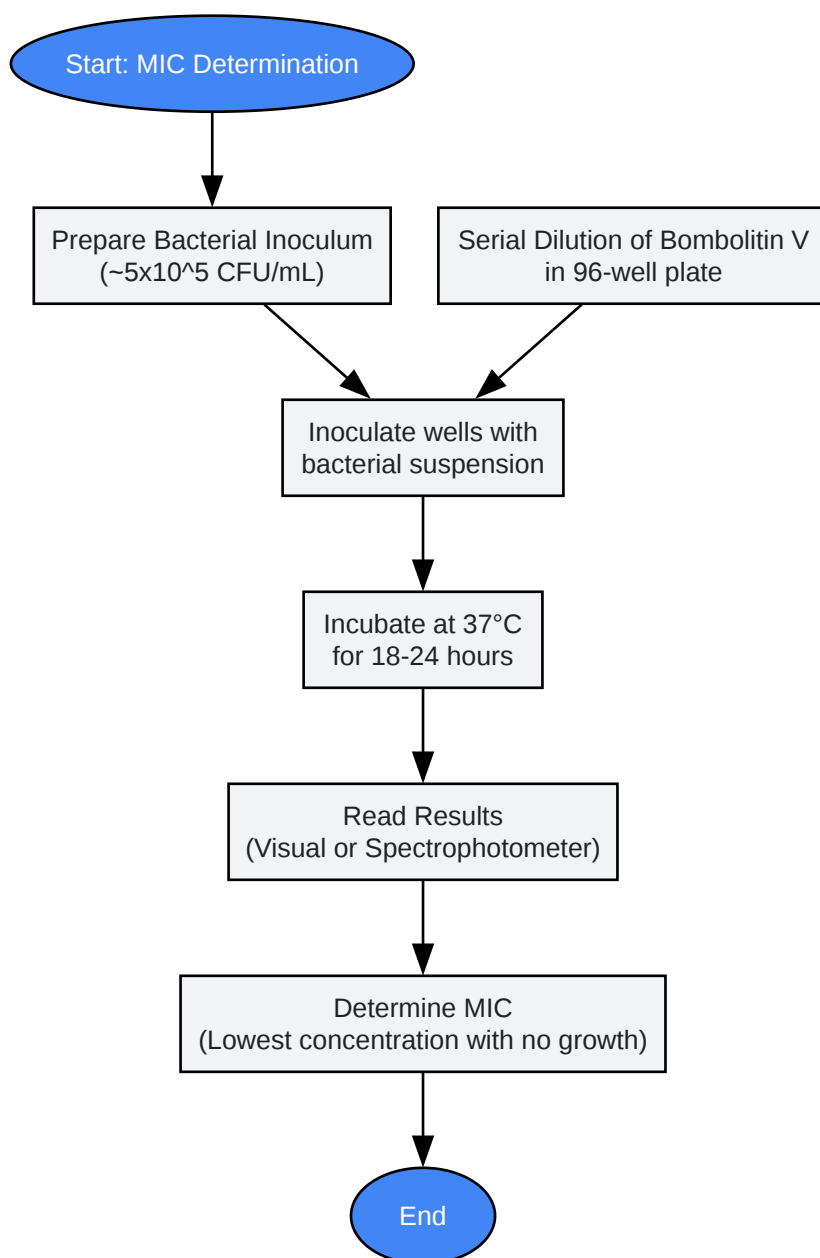 Start: MIC Determination
Prepare Bacterial Inoculum
(~5x10^5 CFU/mL)
Serial Dilution of Bombolitin V
in 96-well plate
Inoculate wells with
bacterial suspension
Incubate at 37°C
for 18-24 hours
Read Results
(Visual or Spectrophotometer)
Determine MIC
(Lowest concentration with no growth)
End